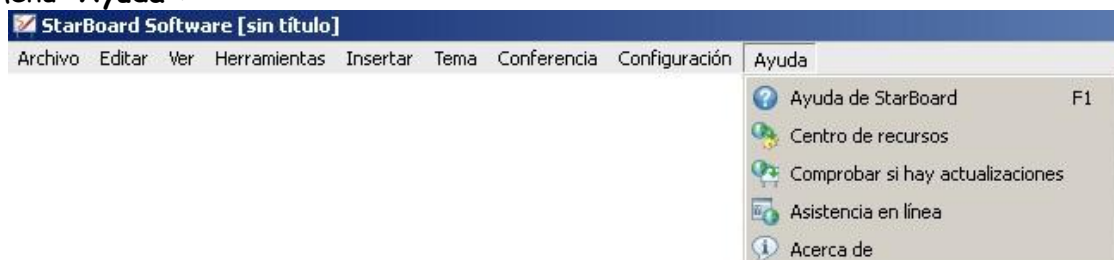 Ayuda
StarBoard Software [sin título]
Archivo Editar Ver Herramientas Insertar Tema Conferencia Configuración Ayuda
Ayuda de StarBoard F1
Centro de recursos
Comprobar si hay actualizaciones
Asistencia en línea
Acerca de